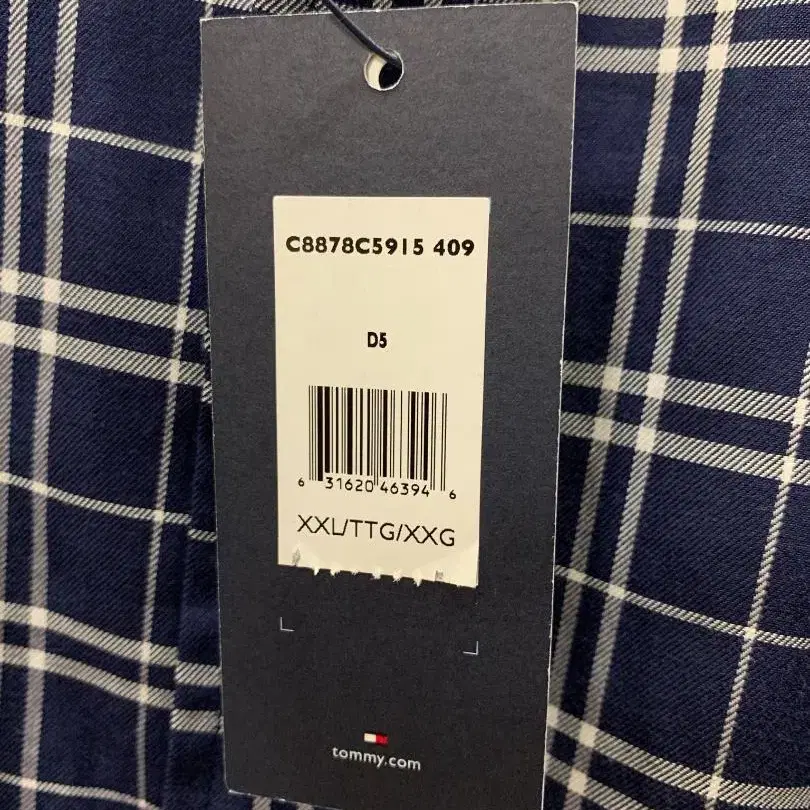 C8878C5915 409
D5
6 31620 46394 6
XXL/TTG/XXG
tommy.com